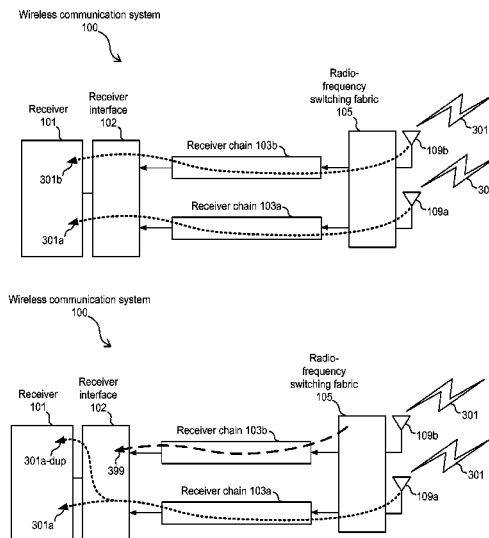 Wireless communication system
100
Receiver
101
Receiver
interface
102
Radio-
frequency
switching fabric
105
Receiver chain 103b
Receiver chain 103a
301b
301a
109b
109a
301
30
Wireless communication system
100
Receiver
101
Receiver
interface
102
Radio-
frequency
switching fabric
105
Receiver chain 103b
Receiver chain 103a
301a-dup
399
301a
109b
109a
301
301